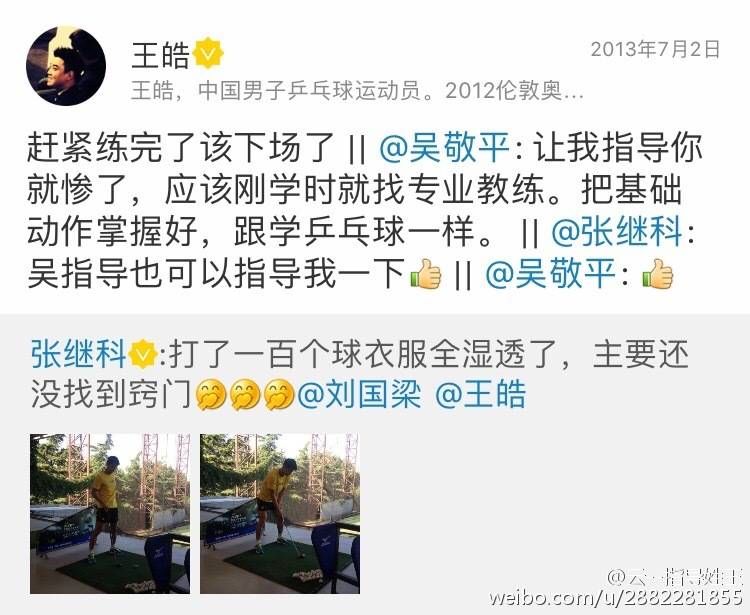 王皓
2013年7月2日
王皓，中国男子乒乓球运动员。2012伦敦奥...
赶紧练完了该下场了 || @吴敬平: 让我指导你
就惨了，应该刚学时就找专业教练。把基础
动作掌握好，跟学乒乓球一样。 || @张继科:
吴指导也可以指导我一下👍 || @吴敬平: 👍
张继科:打了一百个球衣服全湿透了，主要还
没找到窍门🤭🤭🤭@刘国梁 @王皓
@云·指导姓王
weibo.com/u/2882281855